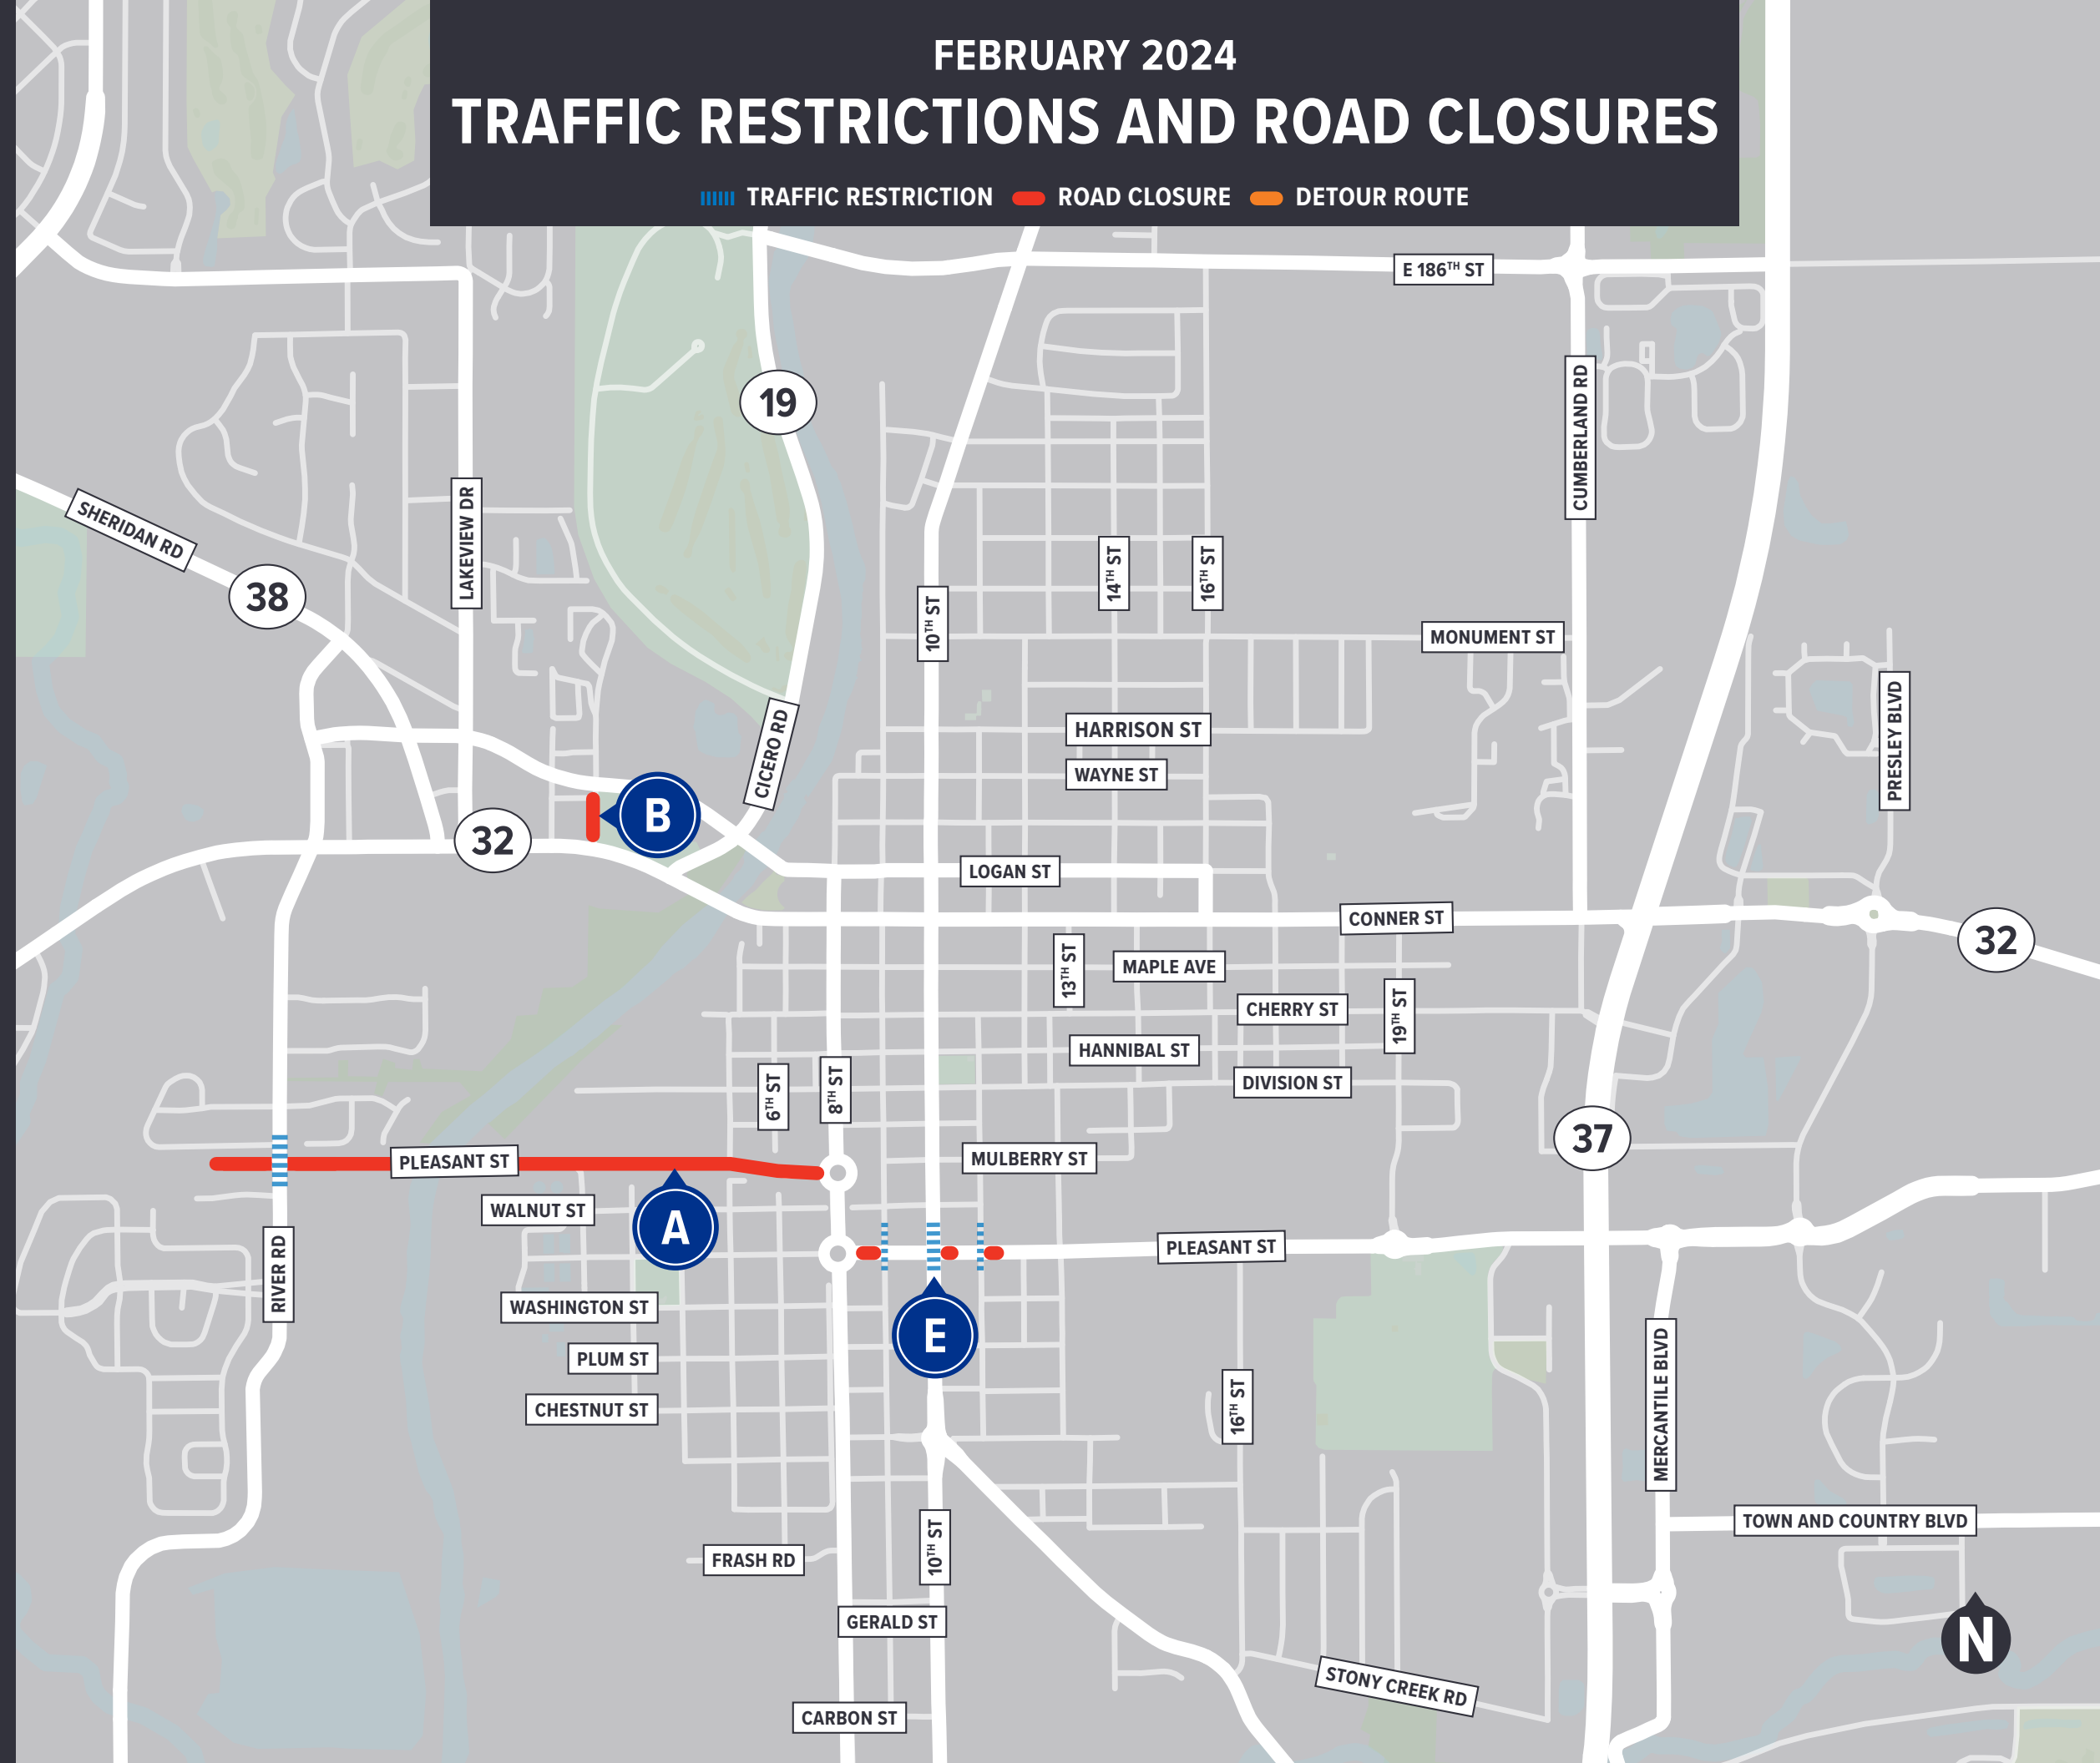 FEBRUARY 2024
TRAFFIC RESTRICTIONS AND ROAD CLOSURES
TRAFFIC RESTRICTION ROAD CLOSURE DETOUR ROUTE
E 186TH ST
19
CUMBERLAND RD
SHERIDAN RD
LAKEVIEW DR
38
14TH ST
16TH ST
10TH ST
MONUMENT ST
PRESLEY BLVD
HARRISON ST
CICERO RD
WAYNE ST
B
32
LOGAN ST
CONNER ST
32
13TH ST
MAPLE AVE
CHERRY ST
19TH ST
HANNIBAL ST
6TH ST
8TH ST
DIVISION ST
37
PLEASANT ST
MULBERRY ST
WALNUT ST
A
PLEASANT ST
RIVER RD
WASHINGTON ST
E
PLUM ST
MERCANTILE BLVD
16TH ST
CHESTNUT ST
TOWN AND COUNTRY BLVD
10TH ST
FRASH RD
GERALD ST
N
STONY CREEK RD
CARBON ST